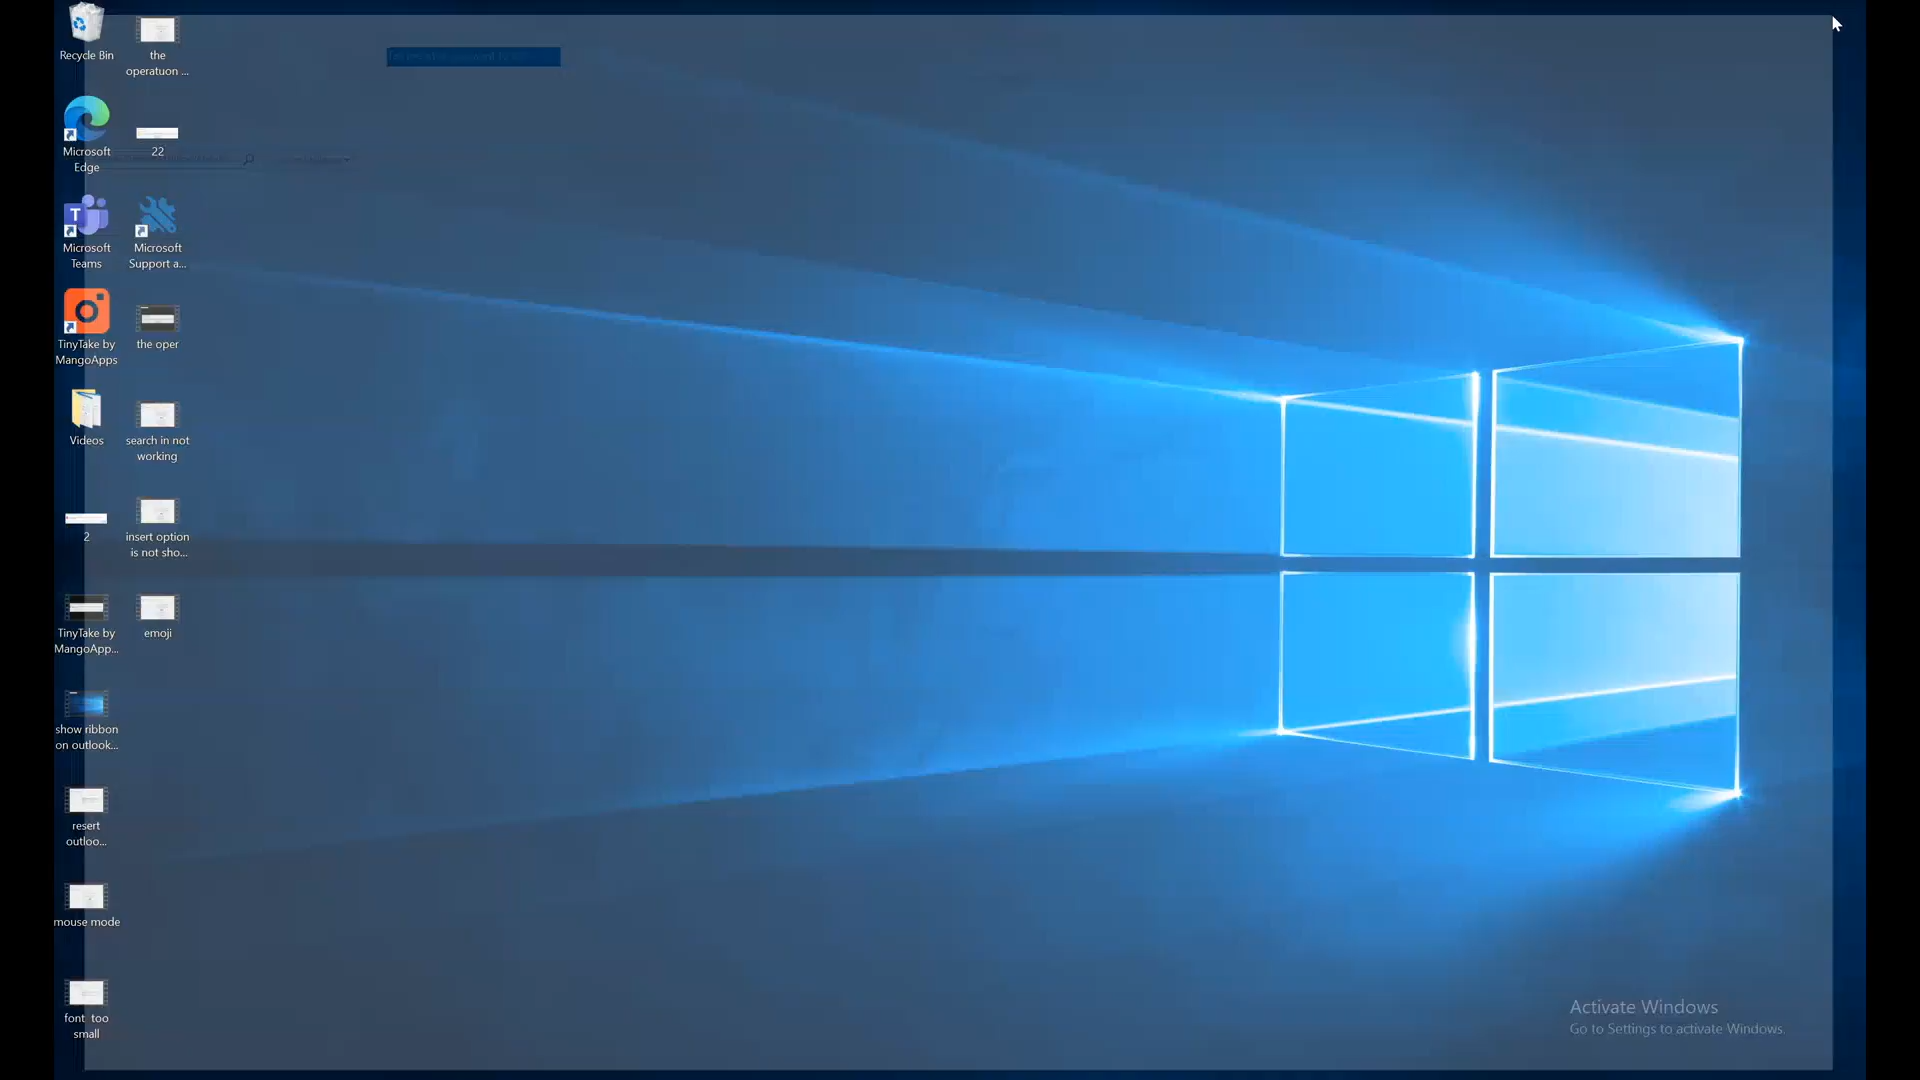 Recycle Bin
the
operatuon ...
Microsoft
Edge
22
Microsoft
Teams
Microsoft
Support a...
TinyTake by
MangoApps
the oper
Videos
search in not
working
2
insert option
is not sho...
TinyTake by
MangoApp...
emoji
show ribbon
on outlook...
resert
outloo...
mouse mode
font too
small
Activate Windows
Go to Settings to activate Windows.